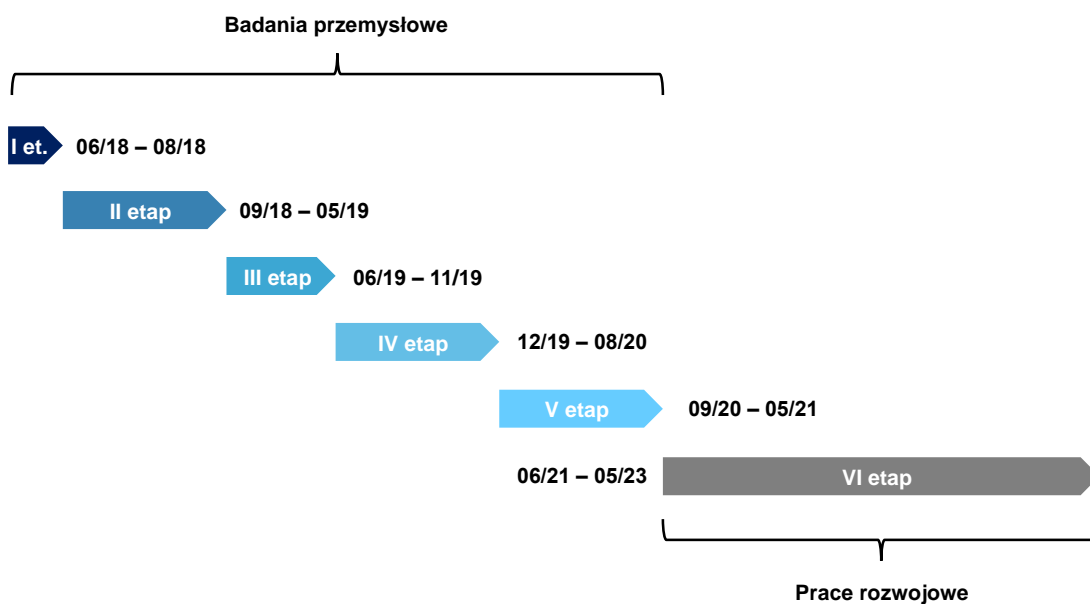 Badania przemysłowe
I et.
06/18 – 08/18
II etap
09/18 – 05/19
III etap
06/19 – 11/19
IV etap
12/19 – 08/20
V etap
09/20 – 05/21
06/21 – 05/23
VI etap
Prace rozwojowe